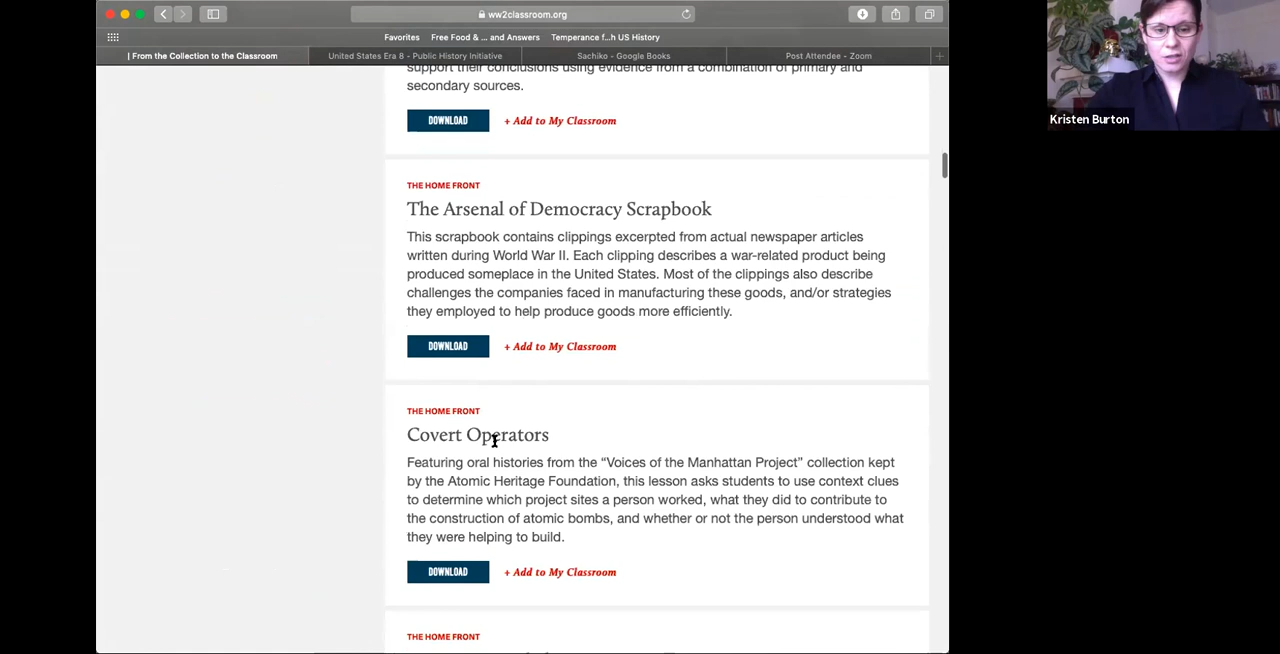 ww2classroom.org
Favorites Free Food & ... and Answers Temperance f...h US History
| From the Collection to the Classroom United States Era 8 - Public History Initiative Sachiko - Google Books Post Attendee - Zoom
support their conclusions using evidence from a combination of primary and
secondary sources.
DOWNLOAD + Add to My Classroom
THE HOME FRONT
The Arsenal of Democracy Scrapbook
This scrapbook contains clippings excerpted from actual newspaper articles
written during World War II. Each clipping describes a war-related product being
produced someplace in the United States. Most of the clippings also describe
challenges the companies faced in manufacturing these goods, and/or strategies
they employed to help produce goods more efficiently.
DOWNLOAD + Add to My Classroom
THE HOME FRONT
Covert Operators
Featuring oral histories from the “Voices of the Manhattan Project” collection kept
by the Atomic Heritage Foundation, this lesson asks students to use context clues
to determine which project sites a person worked, what they did to contribute to
the construction of atomic bombs, and whether or not the person understood what
they were helping to build.
DOWNLOAD + Add to My Classroom
THE HOME FRONT
Kristen Burton